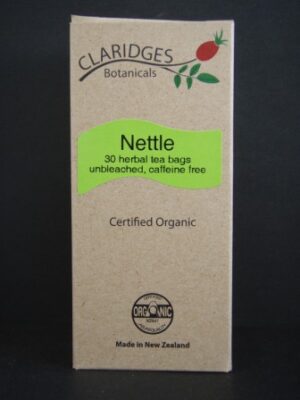 CLARIDGES
Botanicals
Nettle
30 herbal tea bags
unbleached, caffeine free
Certified Organic
ORGANIC
Made in New Zealand